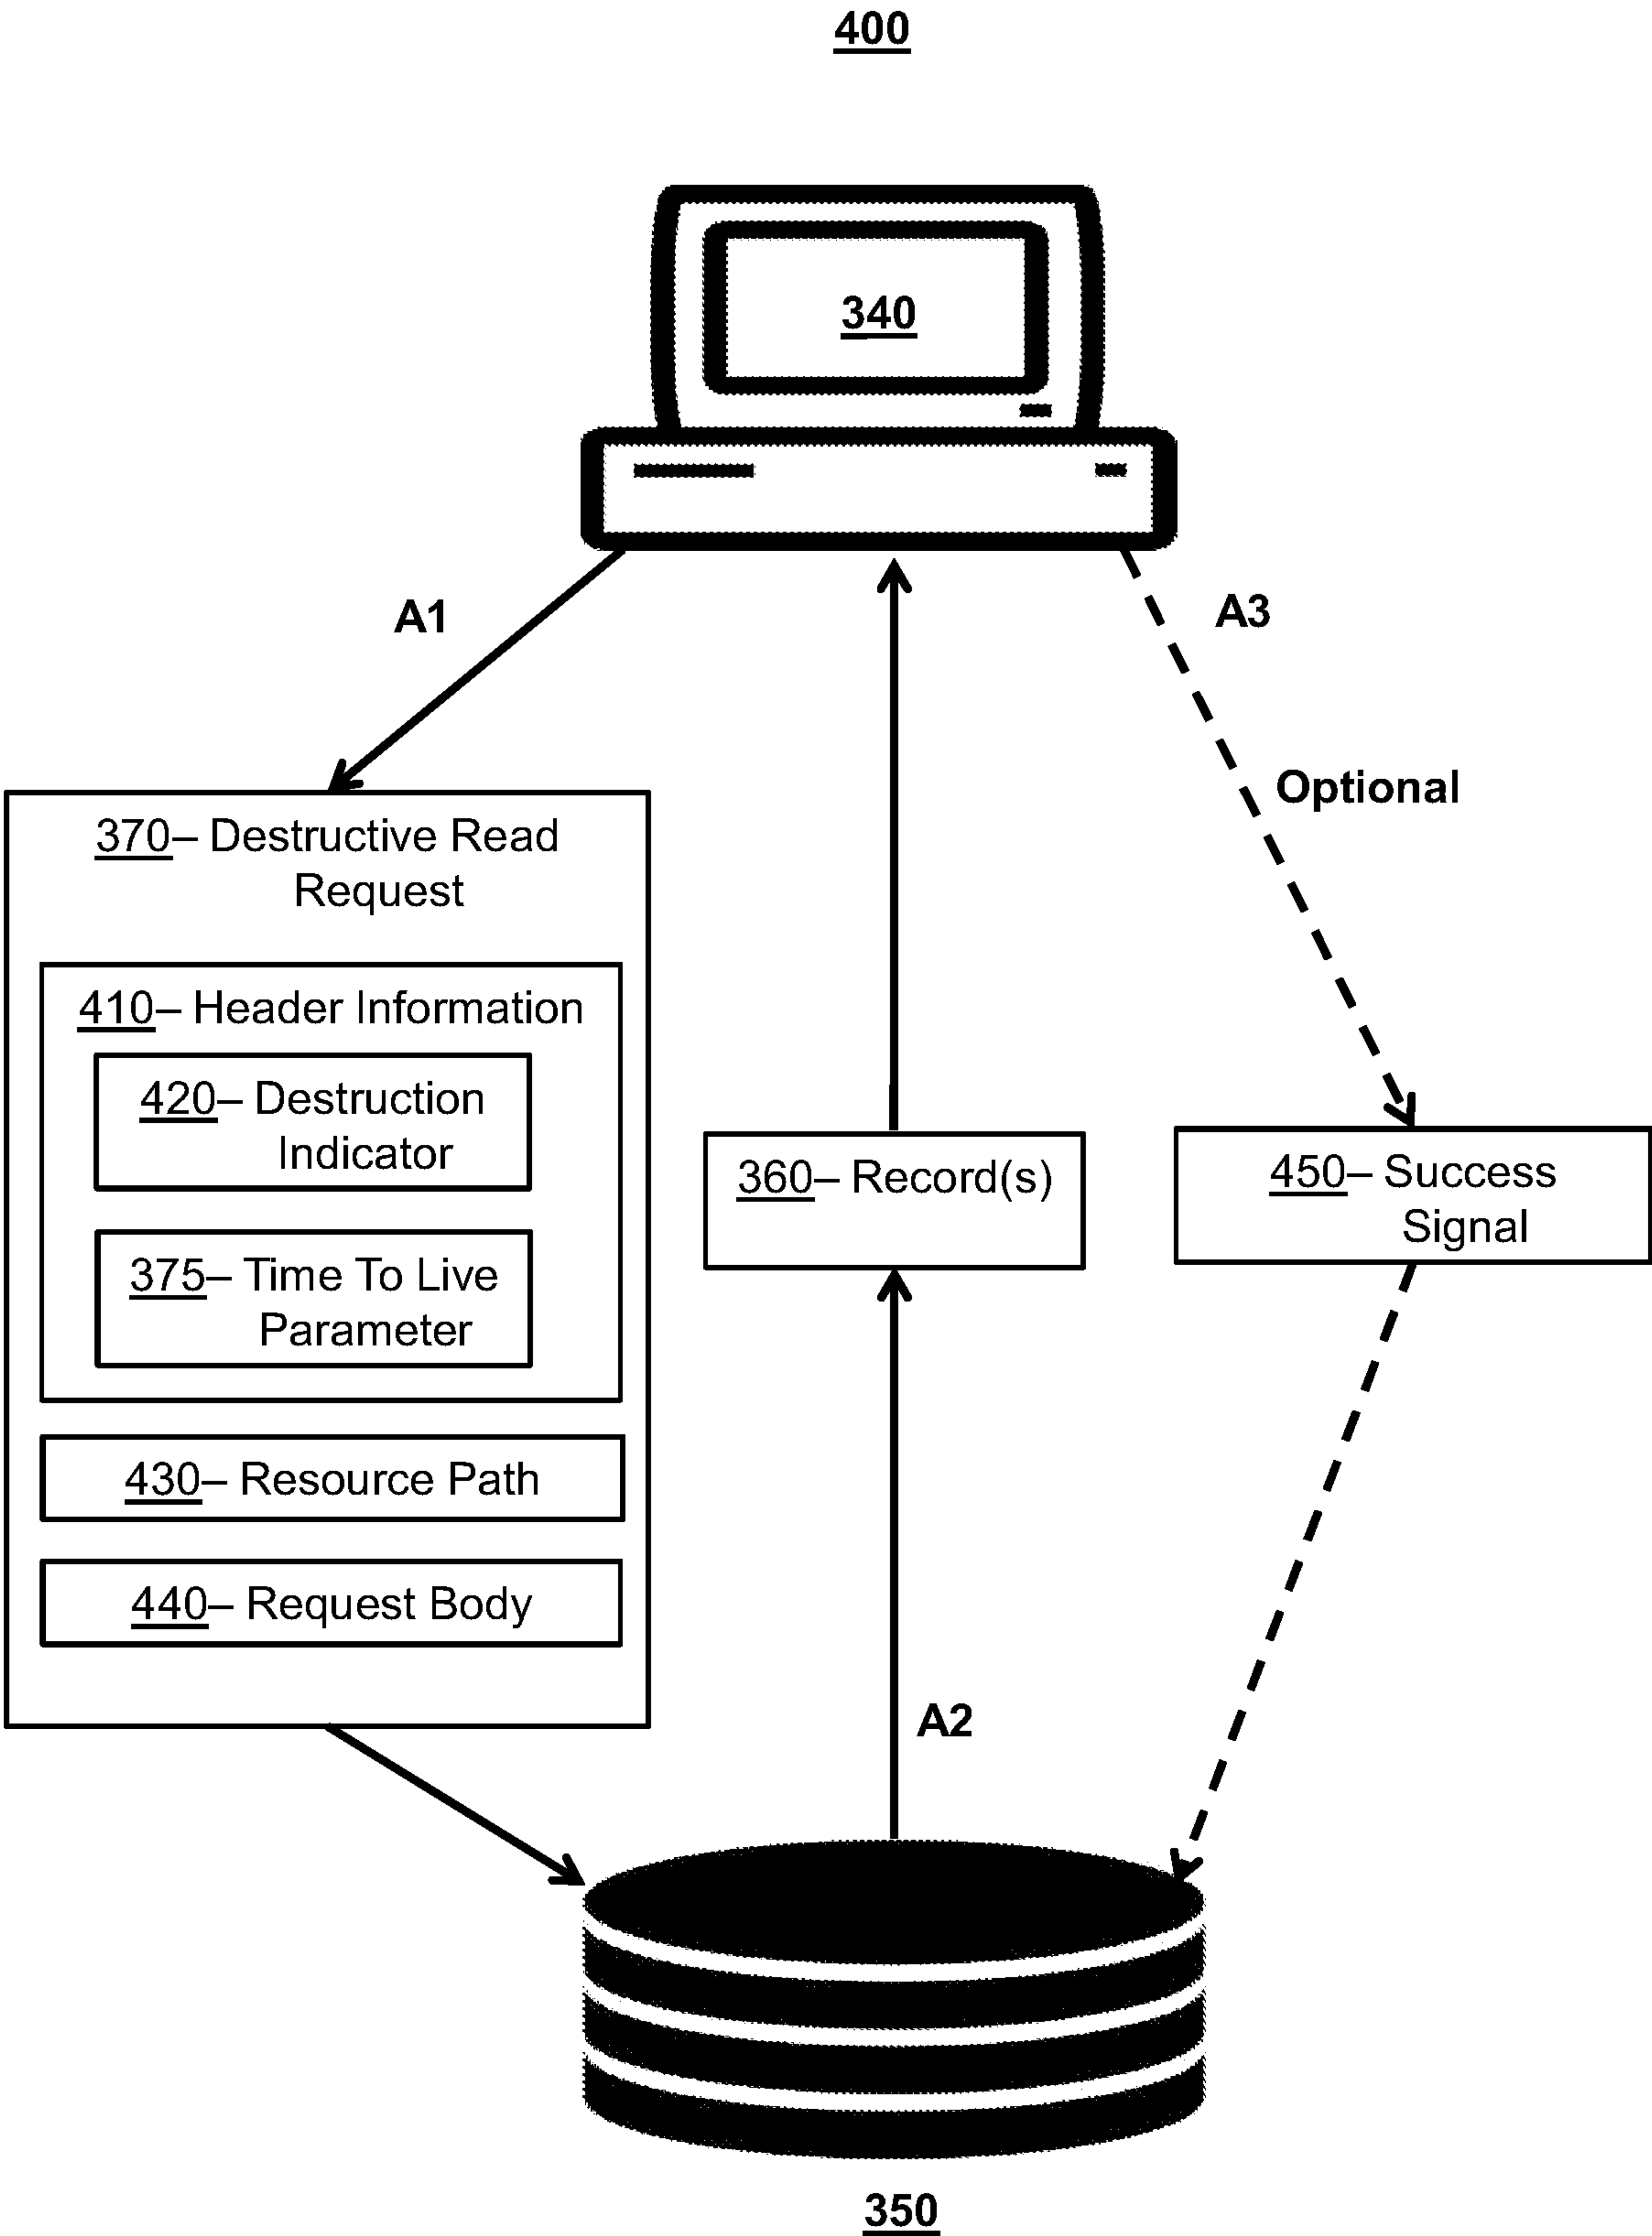 400
340
A1
A3
Optional
370– Destructive Read
Request
410– Header Information
420– Destruction
Indicator
375– Time To Live
Parameter
430– Resource Path
440– Request Body
360– Record(s)
450– Success
Signal
A2
350